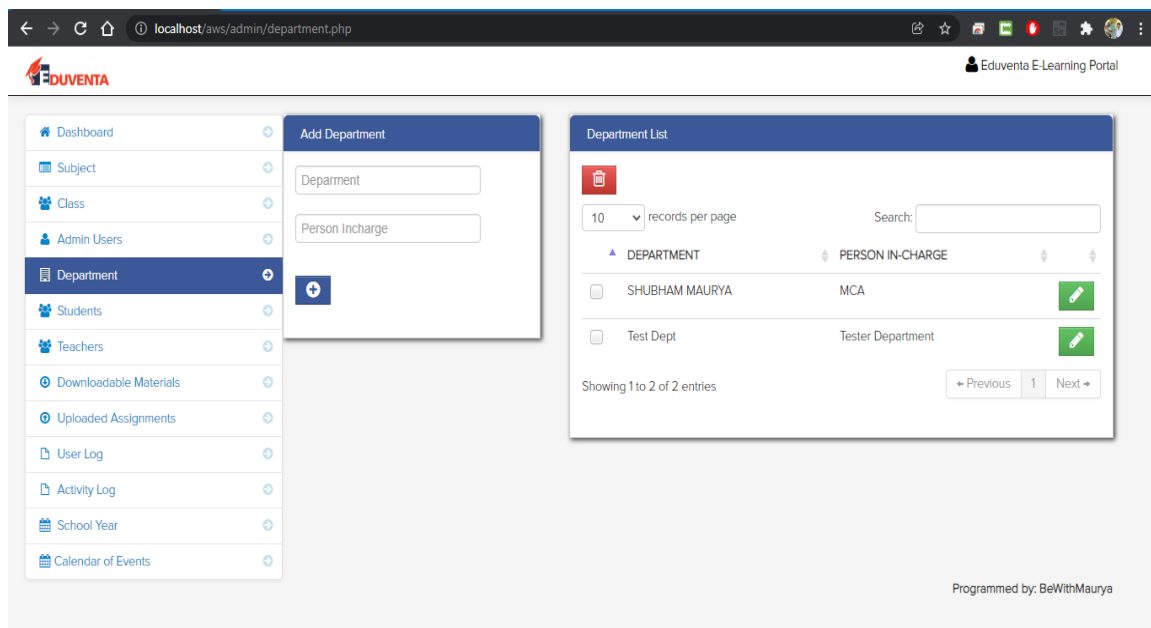 localhost/aws/admin/department.php
EDUVENTA
Eduventa E-Learning Portal
Dashboard
Subject
Class
Admin Users
Department
Students
Teachers
Downloadable Materials
Uploaded Assignments
User Log
Activity Log
School Year
Calendar of Events
Add Department
Deparment
Person Incharge
Department List
10 records per page Search:
DEPARTMENT PERSON IN-CHARGE
SHUBHAM MAURYA MCA
Test Dept Tester Department
Showing 1 to 2 of 2 entries
← Previous 1 Next →
Programmed by: BeWithMaurya